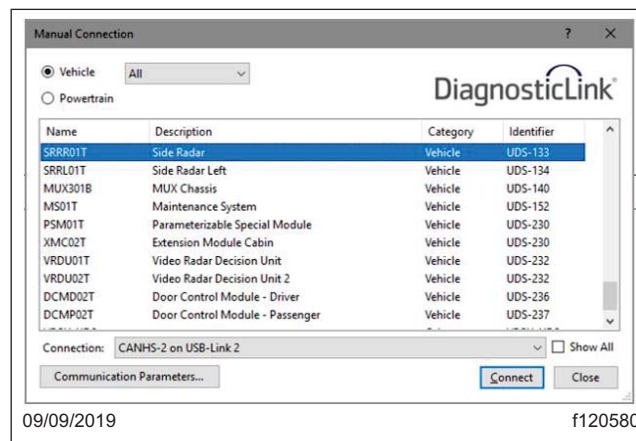 Manual Connection ? ×
Vehicle All
Powertrain
DiagnosticLink
Name Description Category Identifier
SRRR01T Side Radar Vehicle UDS-133
SRRL01T Side Radar Left Vehicle UDS-134
MUX301B MUX Chassis Vehicle UDS-140
MS01T Maintenance System Vehicle UDS-152
PSM01T Parameterizable Special Module Vehicle UDS-230
XMC02T Extension Module Cabin Vehicle UDS-230
VRDU01T Video Radar Decision Unit Vehicle UDS-232
VRDU02T Video Radar Decision Unit 2 Vehicle UDS-232
DCMD02T Door Control Module - Driver Vehicle UDS-236
DCMP02T Door Control Module - Passenger Vehicle UDS-237
Connection: CANHS-2 on USB-Link 2 Show All
Communication Parameters... Connect Close
09/09/2019 f120580